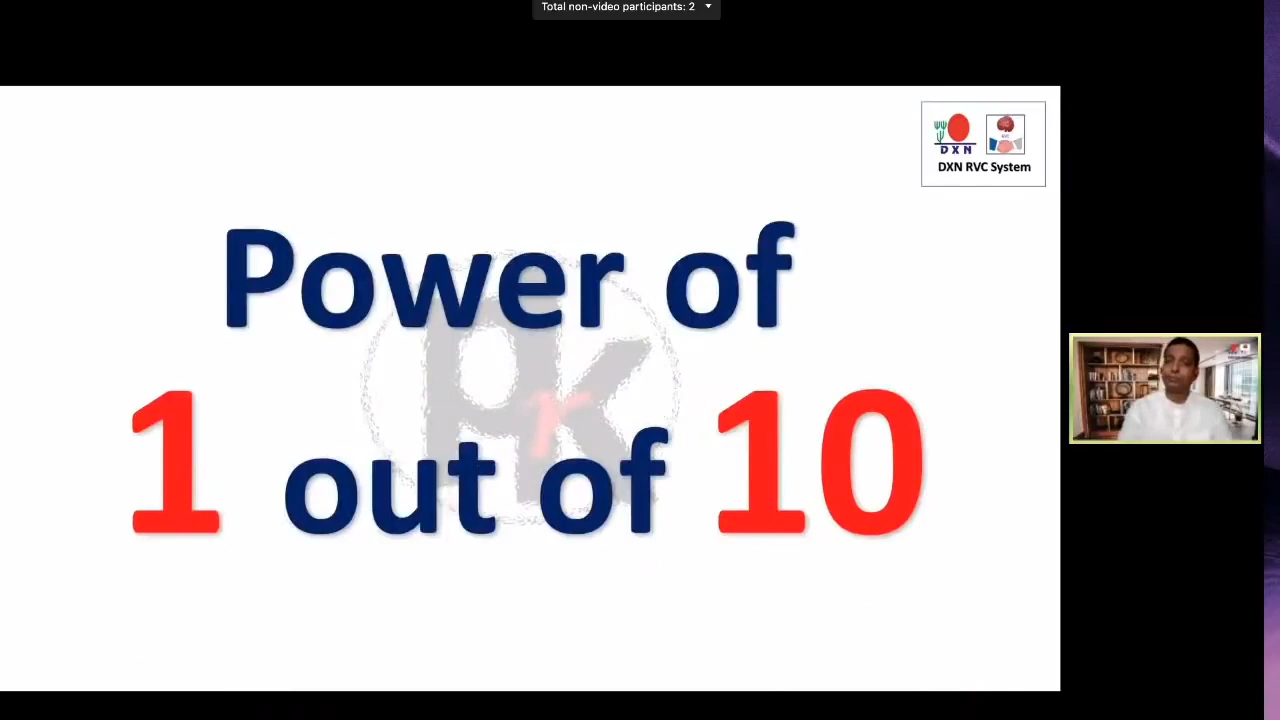 Total non-video participants: 2
DXN
DXN RVC System
Power of
1 out of 10